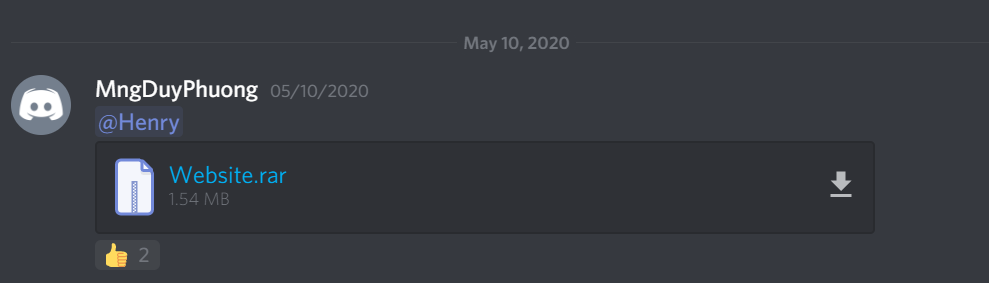 May 10, 2020
MngDuyPhuong 05/10/2020
@Henry
Website.rar
1.54 MB
2